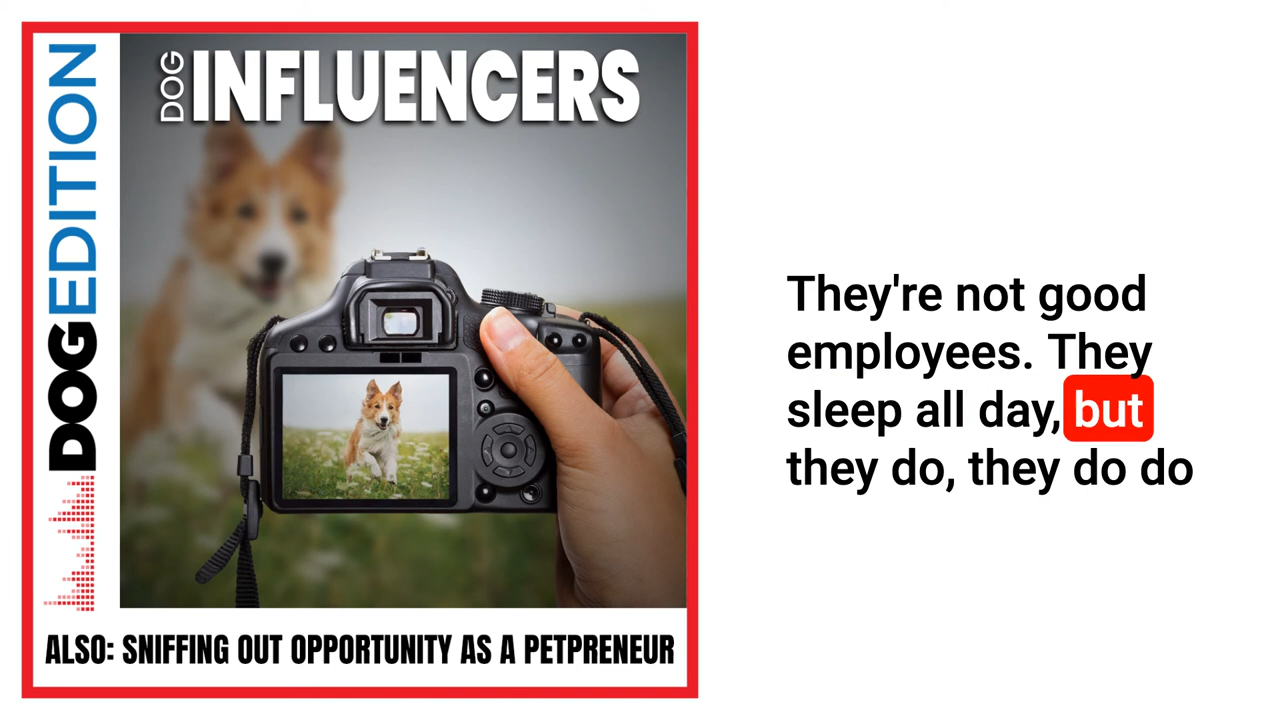 DOGEDITION
DOG INFLUENCERS
ALSO: SNIFFING OUT OPPORTUNITY AS A PETPRENEUR
They're not good
employees. They
sleep all day, but
they do, they do do